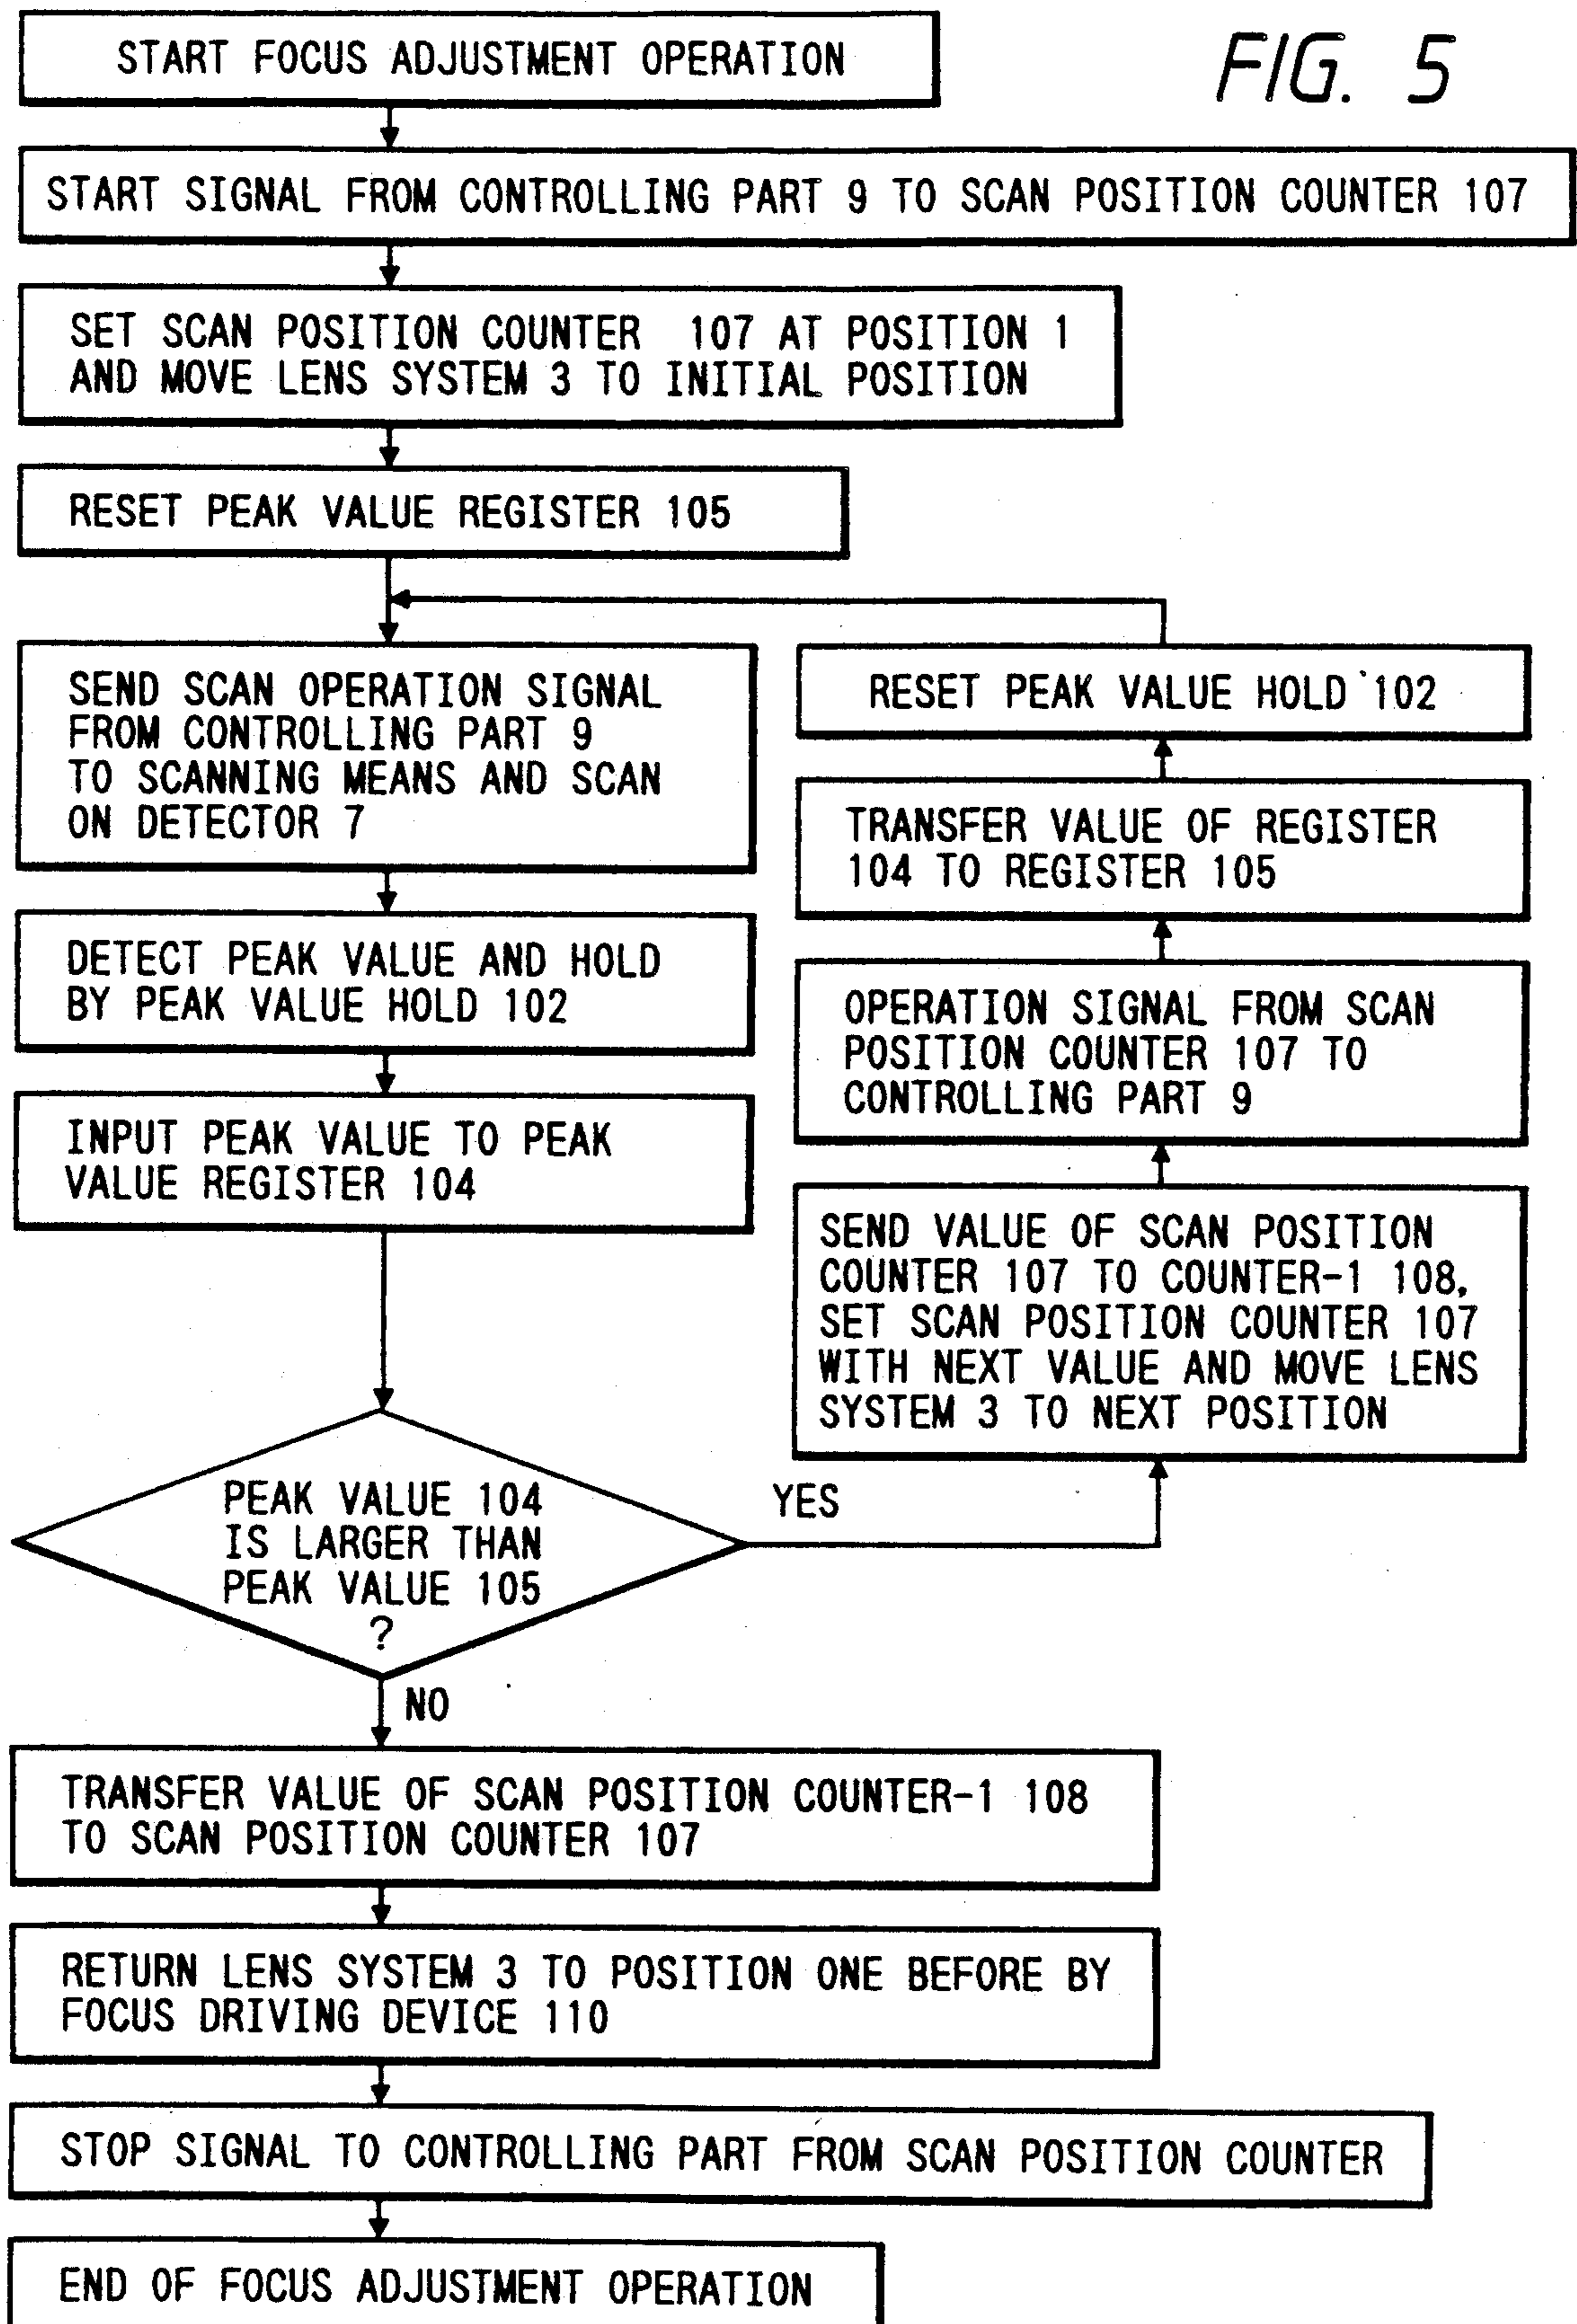 FIG. 5
START FOCUS ADJUSTMENT OPERATION
START SIGNAL FROM CONTROLLING PART 9 TO SCAN POSITION COUNTER 107
SET SCAN POSITION COUNTER 107 AT POSITION 1
AND MOVE LENS SYSTEM 3 TO INITIAL POSITION
RESET PEAK VALUE REGISTER 105
SEND SCAN OPERATION SIGNAL
FROM CONTROLLING PART 9
TO SCANNING MEANS AND SCAN
ON DETECTOR 7
DETECT PEAK VALUE AND HOLD
BY PEAK VALUE HOLD 102
INPUT PEAK VALUE TO PEAK
VALUE REGISTER 104
PEAK VALUE 104
IS LARGER THAN
PEAK VALUE 105
?
YES
SEND VALUE OF SCAN POSITION
COUNTER 107 TO COUNTER-1 108,
SET SCAN POSITION COUNTER 107
WITH NEXT VALUE AND MOVE LENS
SYSTEM 3 TO NEXT POSITION
OPERATION SIGNAL FROM SCAN
POSITION COUNTER 107 TO
CONTROLLING PART 9
TRANSFER VALUE OF REGISTER
104 TO REGISTER 105
RESET PEAK VALUE HOLD 102
NO
TRANSFER VALUE OF SCAN POSITION COUNTER-1 108
TO SCAN POSITION COUNTER 107
RETURN LENS SYSTEM 3 TO POSITION ONE BEFORE BY
FOCUS DRIVING DEVICE 110
STOP SIGNAL TO CONTROLLING PART FROM SCAN POSITION COUNTER
END OF FOCUS ADJUSTMENT OPERATION